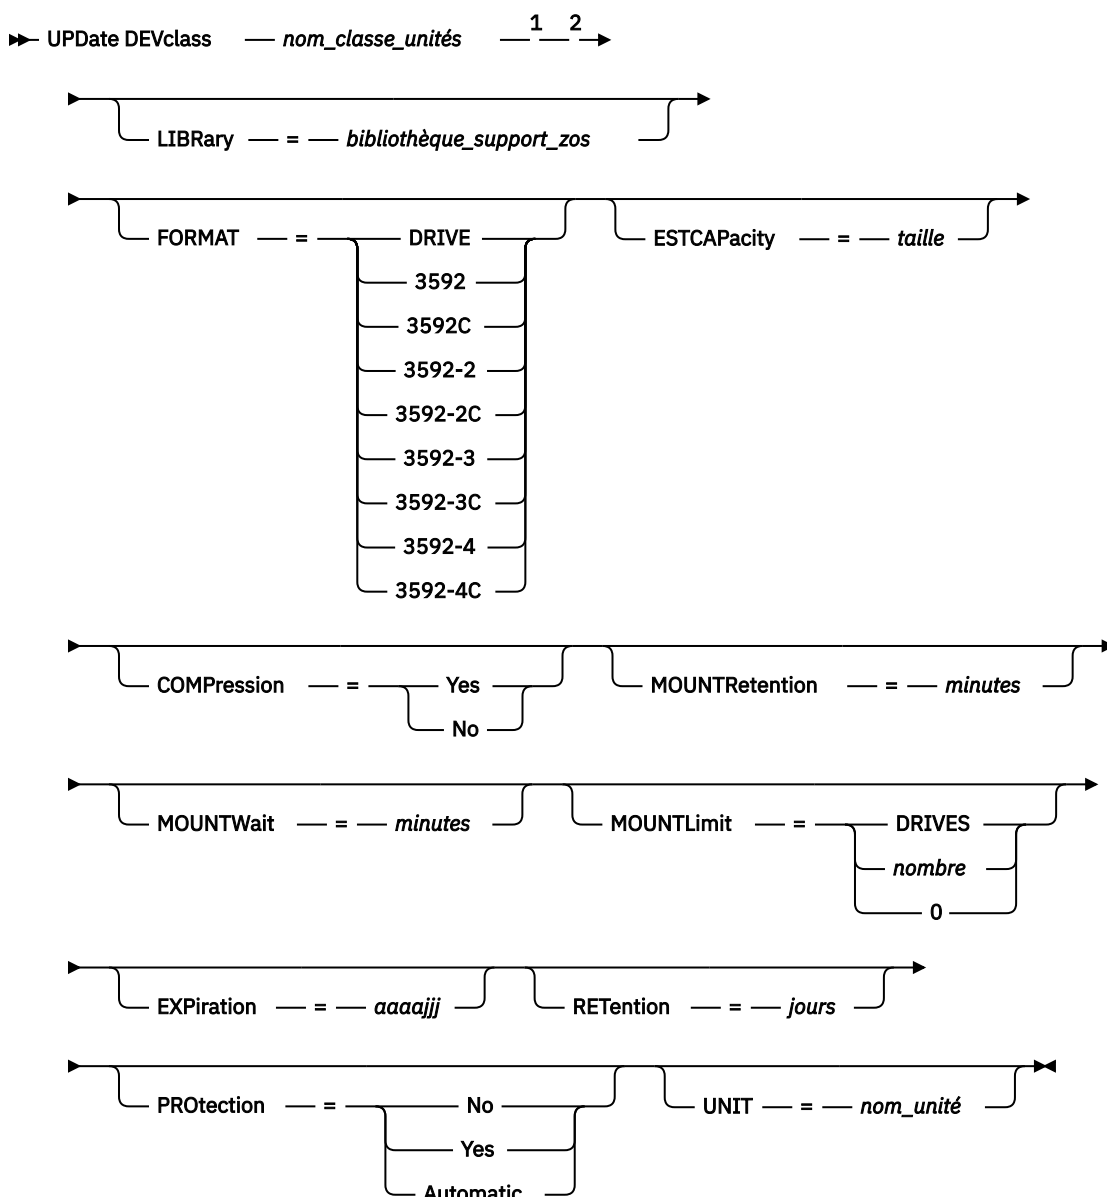 1 2
UPDate DEVclass nom_classe_unités
LIBRary = bibliothèque_support_zos
FORMAT = DRIVE ESTCAPacity = taille
3592
3592C
3592-2
3592-2C
3592-3
3592-3C
3592-4
3592-4C
COMPression = Yes MOUNTRetention = minutes
No
MOUNTWait = minutes MOUNTLimit = DRIVES
nombre
0
EXPiration = aaaajjj RETention = jours
PROtection = No UNIT = nom_unité
Yes
Automatic